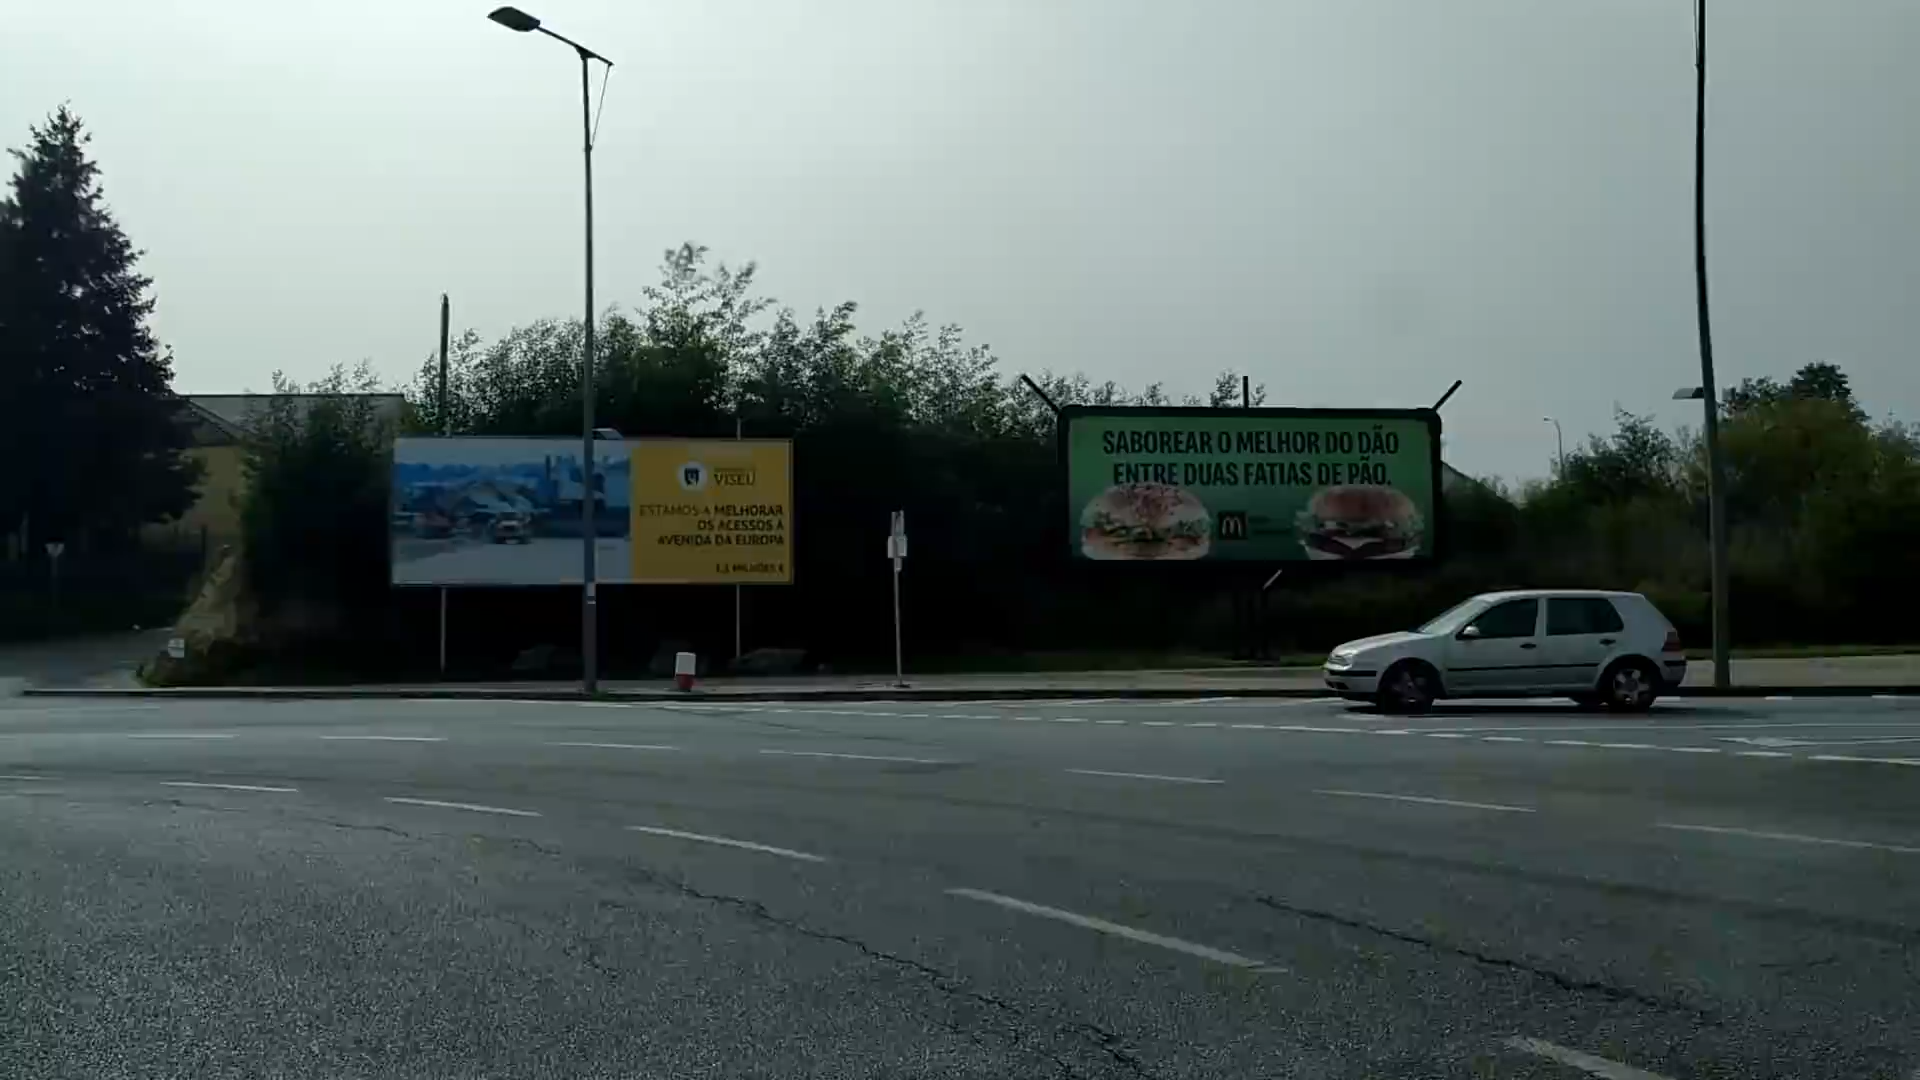 VISEU
ESTAMOS A MELHORAR
OS ACESSOS À
AVENIDA DA EUROPA
SABOREAR O MELHOR DO DÃO
ENTRE DUAS FATIAS DE PÃO.